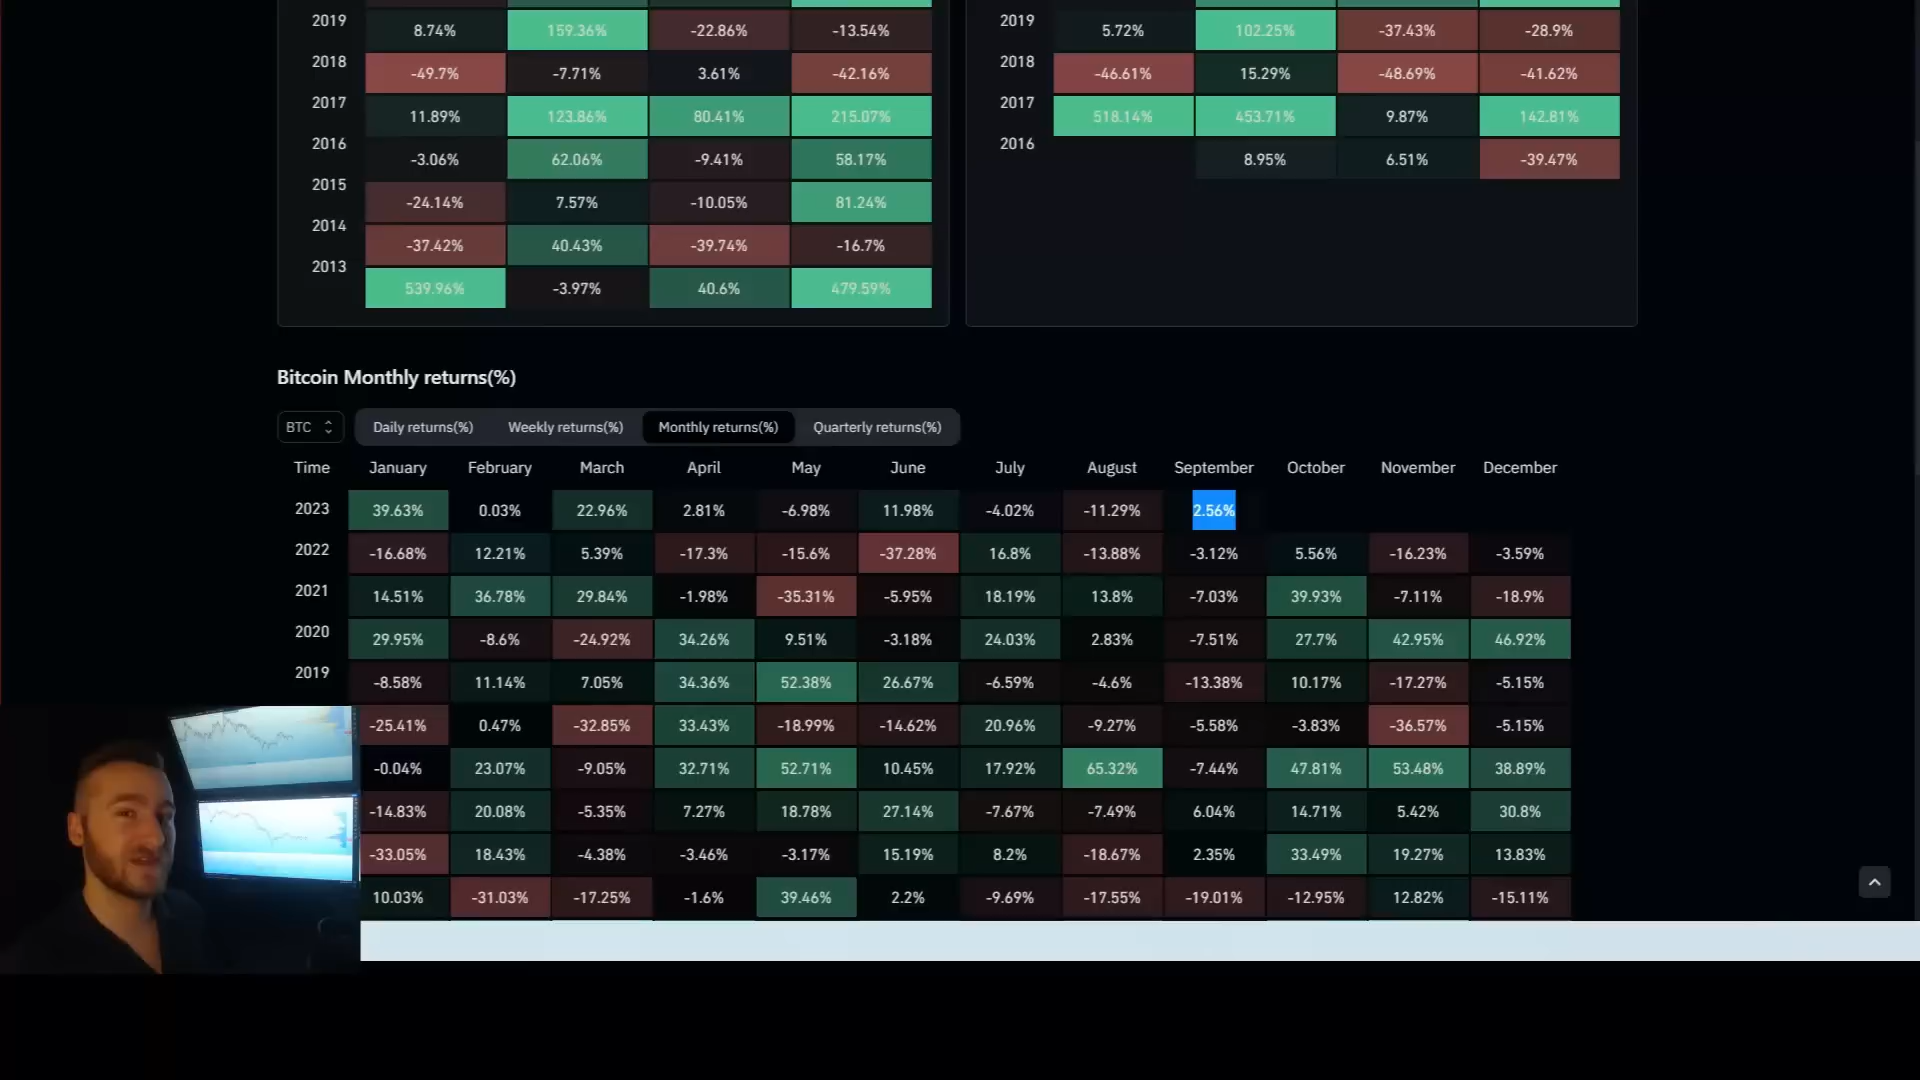 2019 8.74% 159.36% -22.86% -13.54%
2018 -49.7% -7.71% 3.61% -42.16%
2017 11.89% 123.86% 80.41% 215.07%
2016 -3.06% 62.06% -9.41% 58.17%
2015 -24.14% 7.57% -10.05% 81.24%
2014 -37.42% 40.43% -39.74% -16.7%
2013 539.96% -3.97% 40.6% 479.59%
2019 5.72% 102.25% -37.43% -28.9%
2018 -46.61% 15.29% -48.69% -41.62%
2017 518.14% 453.71% 9.87% 142.81%
2016 8.95% 6.51% -39.47%
Bitcoin Monthly returns(%)
BTC Daily returns(%) Weekly returns(%) Monthly returns(%) Quarterly returns(%)
Time January February March April May June July August September October November December
2023 39.63% 0.03% 22.96% 2.81% -6.98% 11.98% -4.02% -11.29% 2.56%
2022 -16.68% 12.21% 5.39% -17.3% -15.6% -37.28% 16.8% -13.88% -3.12% 5.56% -16.23% -3.59%
2021 14.51% 36.78% 29.84% -1.98% -35.31% -5.95% 18.19% 13.8% -7.03% 39.93% -7.11% -18.9%
2020 29.95% -8.6% -24.92% 34.26% 9.51% -3.18% 24.03% 2.83% -7.51% 27.7% 42.95% 46.92%
2019 -8.58% 11.14% 7.05% 34.36% 52.38% 26.67% -6.59% -4.6% -13.38% 10.17% -17.27% -5.15%
-25.41% 0.47% -32.85% 33.43% -18.99% -14.62% 20.96% -9.27% -5.58% -3.83% -36.57% -5.15%
-0.04% 23.07% -9.05% 32.71% 52.71% 10.45% 17.92% 65.32% -7.44% 47.81% 53.48% 38.89%
-14.83% 20.08% -5.35% 7.27% 18.78% 27.14% -7.67% -7.49% 6.04% 14.71% 5.42% 30.8%
-33.05% 18.43% -4.38% -3.46% -3.17% 15.19% 8.2% -18.67% 2.35% 33.49% 19.27% 13.83%
10.03% -31.03% -17.25% -1.6% 39.46% 2.2% -9.69% -17.55% -19.01% -12.95% 12.82% -15.11%